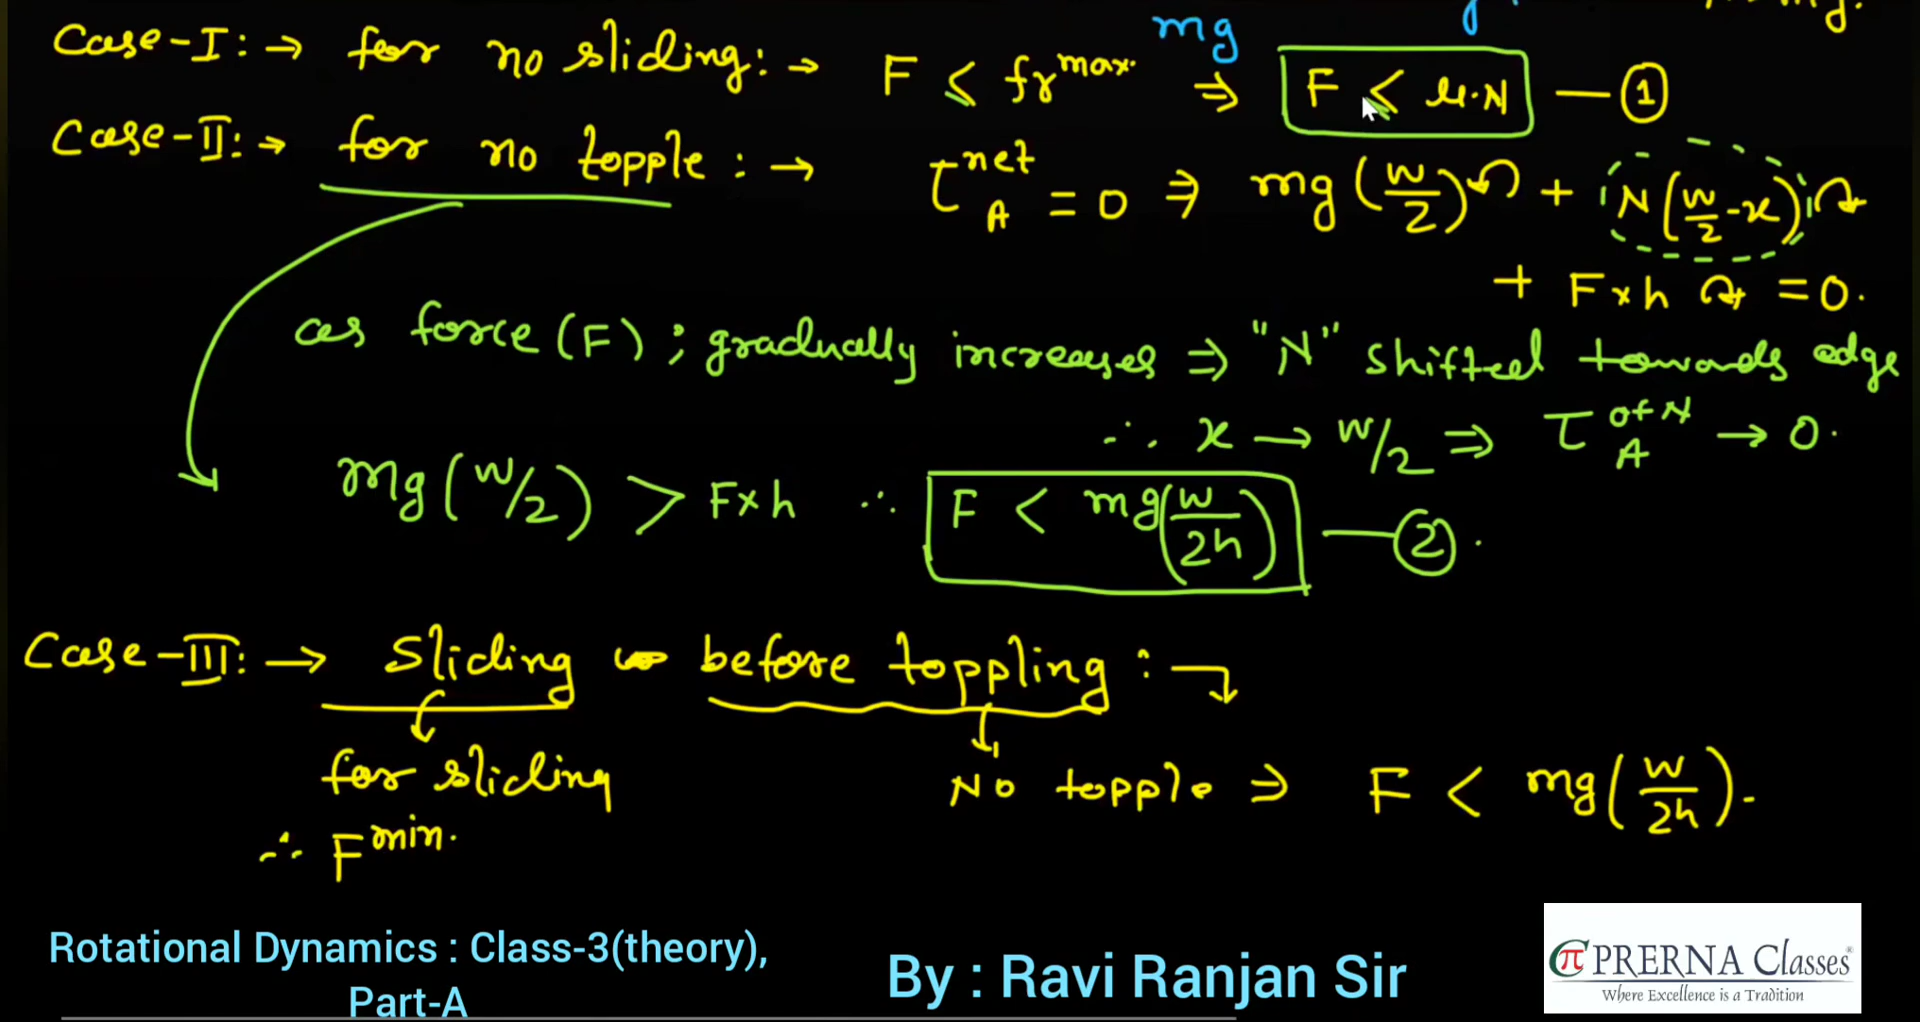 mg
Case-I: → for no sliding: → F ≤ fr^max. ⇒ F ≤ μ.N — ①
Case-II: → for no topple : → τ_A^net = 0 ⇒ mg(w/2)↶ + N(w/2-x)↷
+ F×h ↷ = 0.
as force(F); gradually increases ⇒ "N" shifted towards edge
∴ x → w/2 ⇒ τ_A^of N → 0.
mg(w/2) > F×h ∴ F < mg(w/2h) — ②.
Case-III: → Sliding before toppling : ↴
for sliding No topple ⇒ F < mg(w/2h).
∴ F^min.
Rotational Dynamics : Class-3(theory),
Part-A
By : Ravi Ranjan Sir
π PRERNA Classes®
Where Excellence is a Tradition